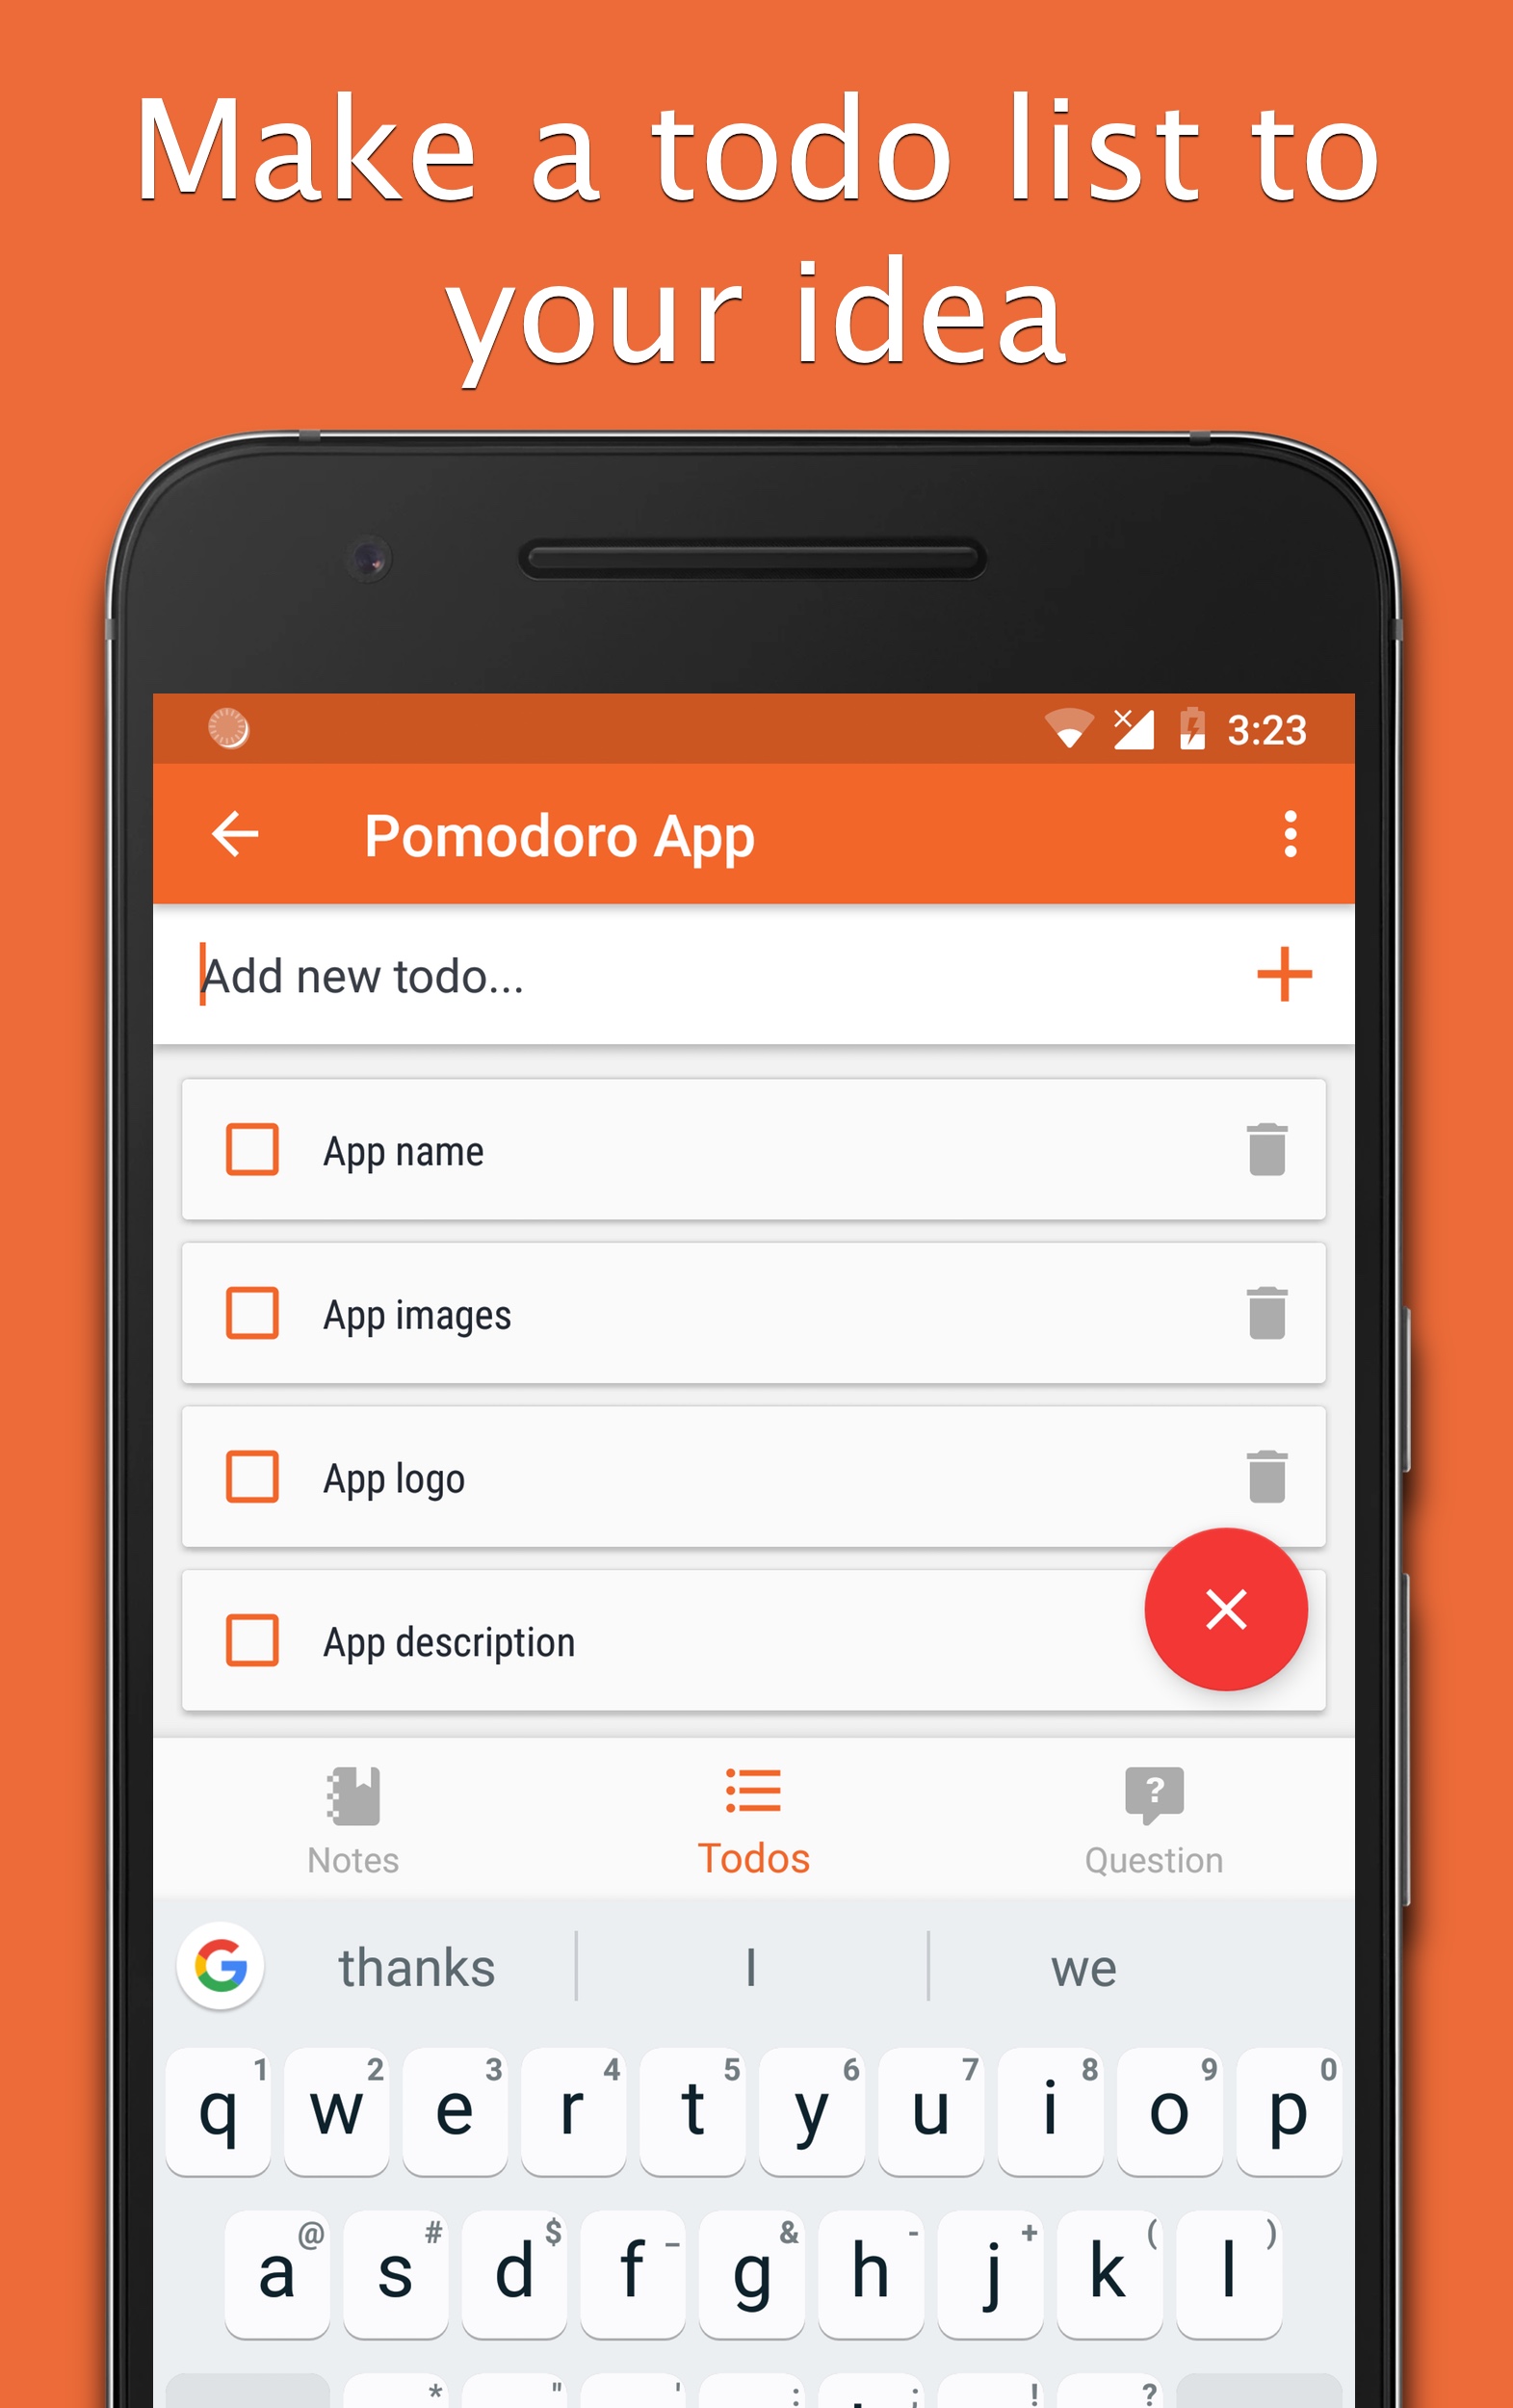 Make a todo list to
your idea
3:23
Pomodoro App
Add new todo...
App name
App images
App logo
App description
Notes
Todos
Question
thanks I we
1 2 3 4 5 6 7 8 9 0
q w e r t y u i o p
@ # $ _ & - + ( )
a s d f g h j k l
* " ' : ; ! ?